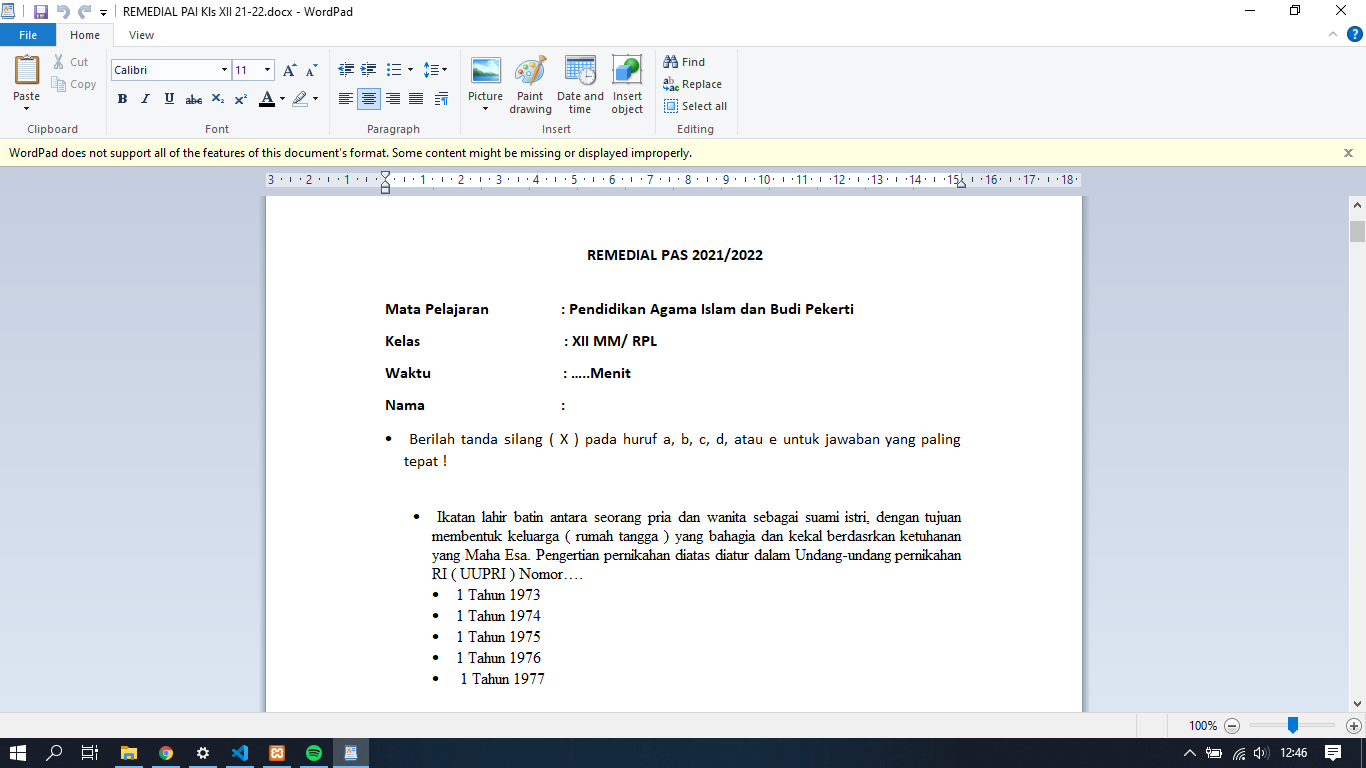 REMEDIAL PAI Kls XII 21-22.docx - WordPad
File
Home
View
Paste
Cut
Copy
Clipboard
Calibri
11
Font
Paragraph
Picture
Paint drawing
Date and time
Insert object
Insert
Find
Replace
Select all
Editing
WordPad does not support all of the features of this document's format. Some content might be missing or displayed improperly.
3 2 1 1 2 3 4 5 6 7 8 9 10 11 12 13 14 15 16 17 18
REMEDIAL PAS 2021/2022
Mata Pelajaran : Pendidikan Agama Islam dan Budi Pekerti
Kelas : XII MM/ RPL
Waktu : .....Menit
Nama :
• Berilah tanda silang ( X ) pada huruf a, b, c, d, atau e untuk jawaban yang paling
tepat !
• Ikatan lahir batin antara seorang pria dan wanita sebagai suami istri, dengan tujuan
membentuk keluarga ( rumah tangga ) yang bahagia dan kekal berdasrkan ketuhanan
yang Maha Esa. Pengertian pernikahan diatas diatur dalam Undang-undang pernikahan
RI ( UUPRI ) Nomor….
• 1 Tahun 1973
• 1 Tahun 1974
• 1 Tahun 1975
• 1 Tahun 1976
• 1 Tahun 1977
100%
12:46